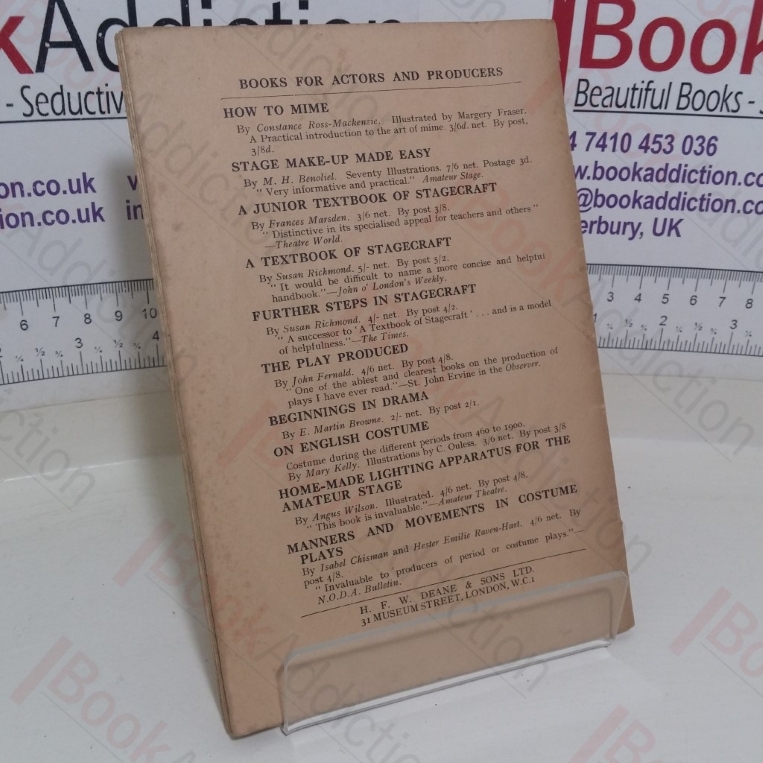 BookAddiction
Book
- Seductiv
Beautiful Books -
4 7410 453 036
on.co.uk
www.bookaddiction.co
on.co.uk
@bookaddiction.co
erbury, UK
BOOKS FOR ACTORS AND PRODUCERS
HOW TO MIME
By Constance Ross-Mackenzie. Illustrated by Margery Fraser.
A Practical introduction to the art of mime. 3/6d. net. By post,
3/8d.
STAGE MAKE-UP MADE EASY
By M. H. Benoliel. Seventy Illustrations. 7/6 net. Postage 3d.
" Very informative and practical." Amateur Stage.
A JUNIOR TEXTBOOK OF STAGECRAFT
By Frances Marsden. 3/6 net. By post 3/8.
" Distinctive in its specialised appeal for teachers and others "
—Theatre World.
A TEXTBOOK OF STAGECRAFT
By Susan Richmond. 5/- net. By post 5/2.
" It would be difficult to name a more concise and helpful
handbook."—John o' London's Weekly.
FURTHER STEPS IN STAGECRAFT
By Susan Richmond. 4/- net. By post 4/2.
" A successor to 'A Textbook of Stagecraft' . . . and is a model
of helpfulness."—The Times.
THE PLAY PRODUCED
By John Fernald. 4/6 net. By post 4/8.
" One of the ablest and clearest books on the production of
plays I have ever read."—St. John Ervine in the Observer.
BEGINNINGS IN DRAMA
By E. Martin Browne. 2/- net. By post 2/1.
ON ENGLISH COSTUME
Costume during the different periods from 460 to 1900.
By Mary Kelly. Illustrations by C. Ouless. 3/6 net. By post 3/8
HOME-MADE LIGHTING APPARATUS FOR THE
AMATEUR STAGE
By Angus Wilson. Illustrated. 4/6 net. By post 4/8.
" This book is invaluable."—Amateur Theatre.
MANNERS AND MOVEMENTS IN COSTUME
PLAYS
By Isabel Chisman and Hester Emilie Raven-Hart. 4/6 net. By
post 4/8.
" Invaluable to producers of period or costume plays."—
N.O.D.A. Bulletin.
H. F. W. DEANE & SONS LTD.
31 MUSEUM STREET, LONDON, W.C.1